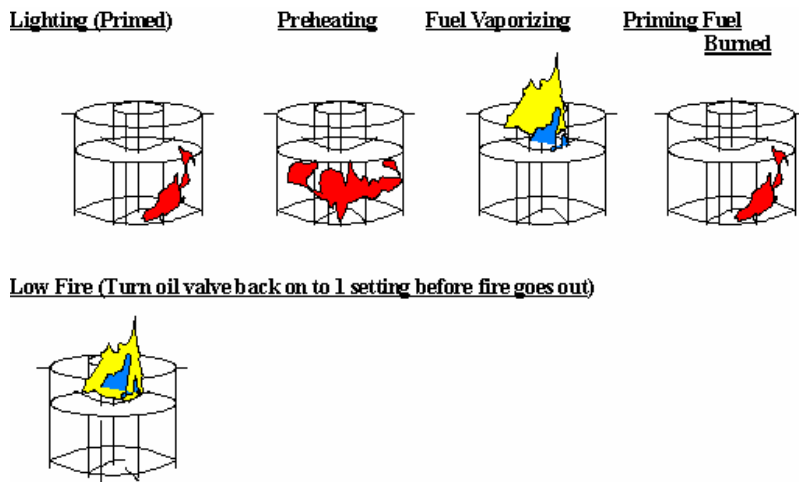 Lighting (Primed)
Preheating
Fuel Vaporizing
Priming Fuel
Burned
Low Fire (Turn oil valve back on to 1 setting before fire goes out)